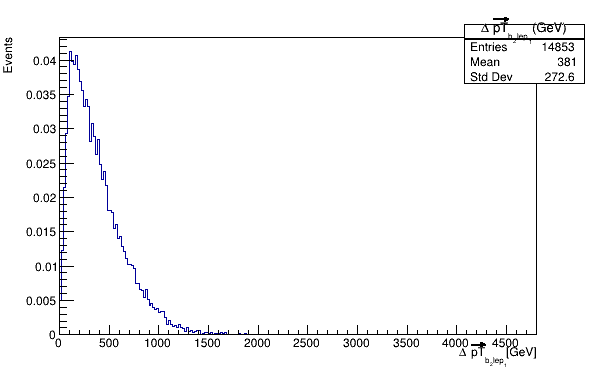 Δ pT b₂lep₁ (GeV)
Entries 14853
Mean 381
Std Dev 272.6
Events
0.04
0.035
0.03
0.025
0.02
0.015
0.01
0.005
0
0 500 1000 1500 2000 2500 3000 3500 4000 4500
Δ pT b₂lep₁ [GeV]